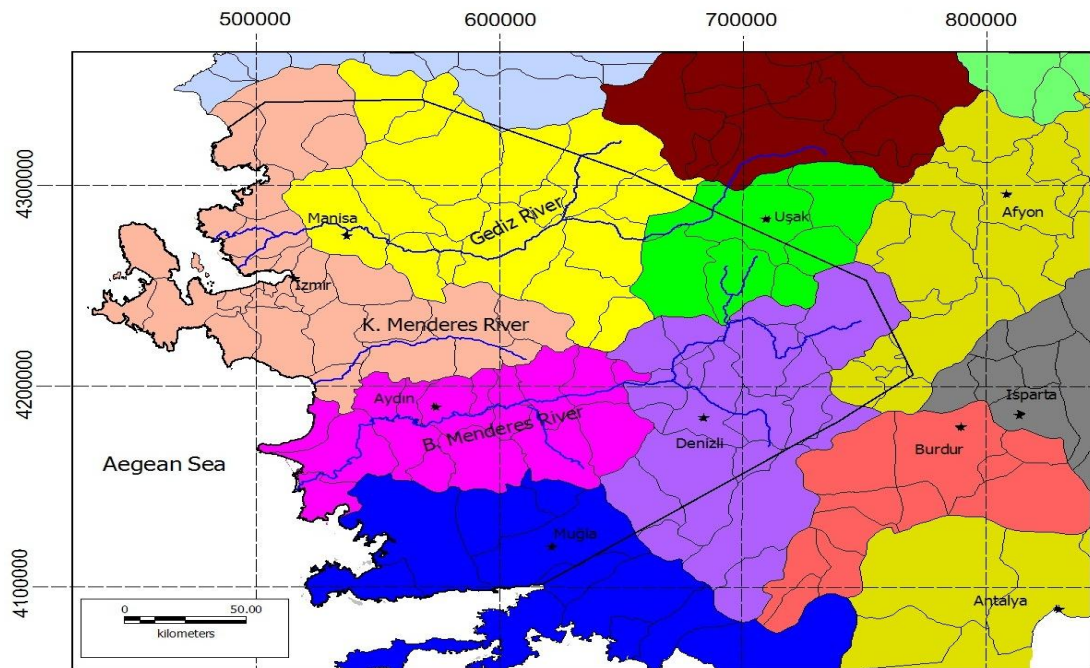 500000
600000
700000
800000
4300000
4200000
4100000
Manisa
Gediz River
Uşak
Afyon
İzmir
K. Menderes River
Aydın
B. Menderes River
Denizli
Isparta
Burdur
Aegean Sea
Muğla
Antalya
0
50.00
kilometers